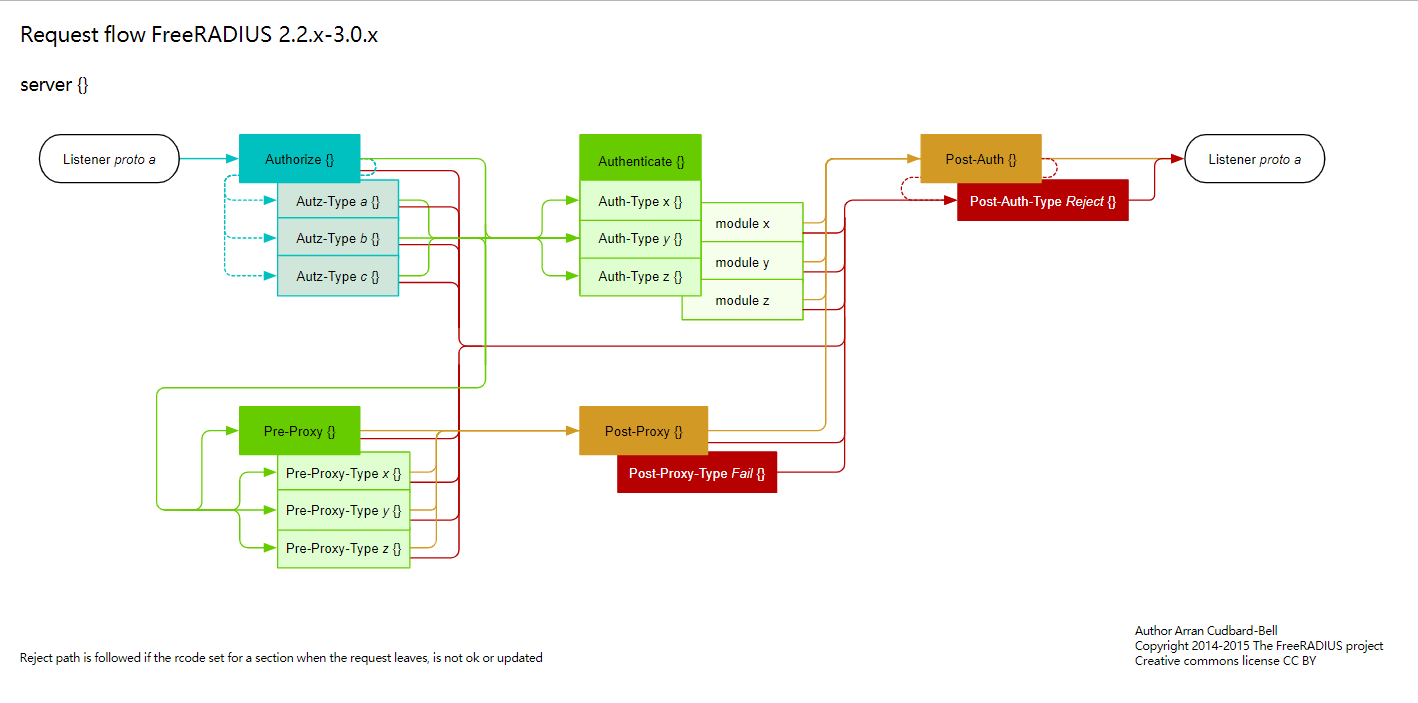 Request flow FreeRADIUS 2.2.x-3.0.x
server {}
Listener proto a
Authorize {}
Autz-Type a {}
Autz-Type b {}
Autz-Type c {}
Authenticate {}
Auth-Type x {}
Auth-Type y {}
Auth-Type z {}
module x
module y
module z
Post-Auth {}
Post-Auth-Type Reject {}
Listener proto a
Pre-Proxy {}
Pre-Proxy-Type x {}
Pre-Proxy-Type y {}
Pre-Proxy-Type z {}
Post-Proxy {}
Post-Proxy-Type Fail {}
Reject path is followed if the rcode set for a section when the request leaves, is not ok or updated
Author Arran Cudbard-Bell
Copyright 2014-2015 The FreeRADIUS project
Creative commons license CC BY